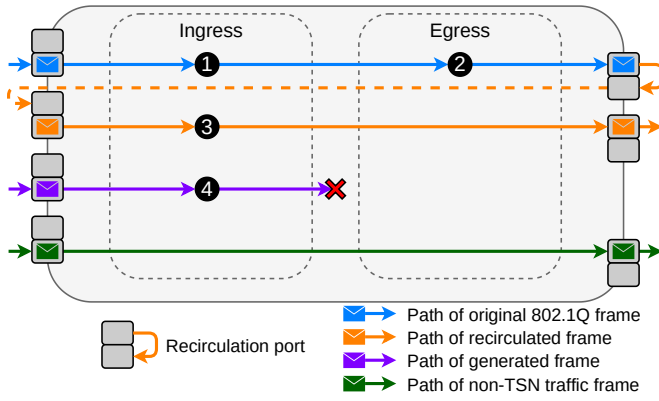 Ingress
Egress
1
2
3
4
Recirculation port
Path of original 802.1Q frame
Path of recirculated frame
Path of generated frame
Path of non-TSN traffic frame